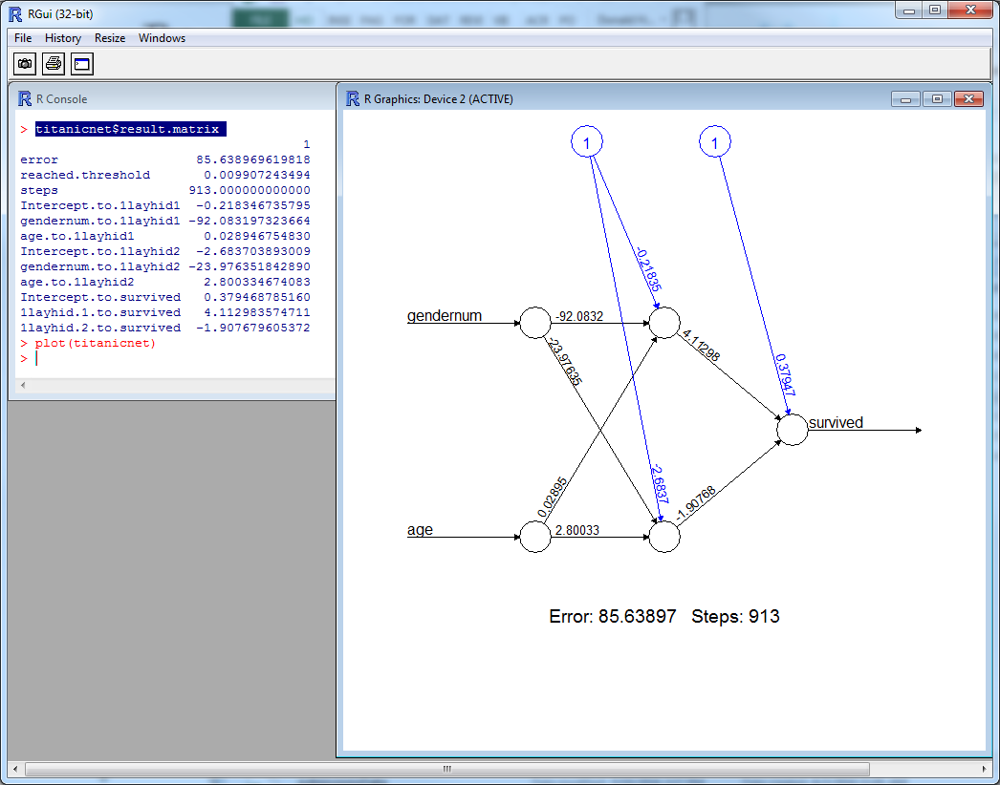 RGui (32-bit)
File History Resize Windows
R Console
> titanicnet$result.matrix
1
error 85.638969619818
reached.threshold 0.009907243494
steps 913.000000000000
Intercept.to.1layhid1 -0.218346735795
gendernum.to.1layhid1 -92.083197323664
age.to.1layhid1 0.028946754830
Intercept.to.1layhid2 -2.683703893009
gendernum.to.1layhid2 -23.976351842890
age.to.1layhid2 2.800334674083
Intercept.to.survived 0.379468785160
1layhid.1.to.survived 4.112983574711
1layhid.2.to.survived -1.907679605372
> plot(titanicnet)
>
R Graphics: Device 2 (ACTIVE)
1 1
-0.21835
gendernum
-92.0832
4.11298
-23.97635
0.37947
survived
-2.6837
0.02895
-1.90768
age
2.80033
Error: 85.63897 Steps: 913